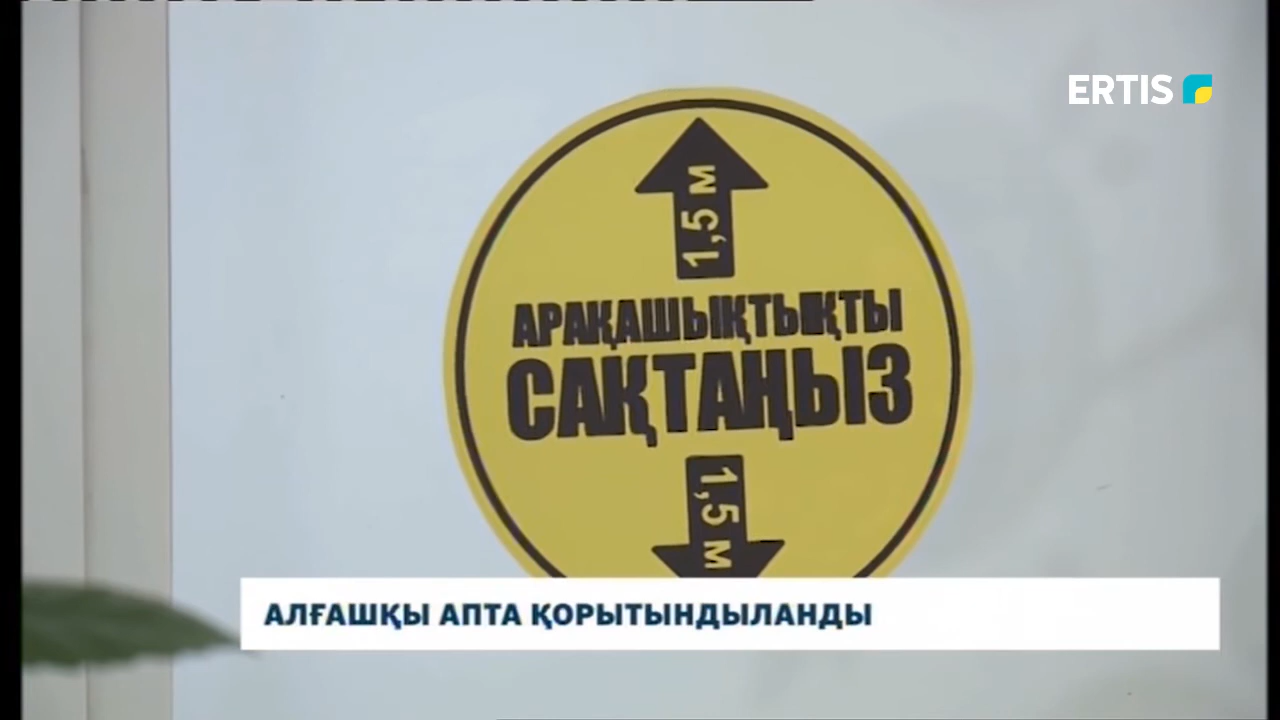 ERTIS
1,5 м
АРАҚАШЫҚТЫҚТЫ
САҚТАҢЫЗ
1,5 м
АЛҒАШҚЫ АПТА ҚОРЫТЫНДЫЛАНДЫ